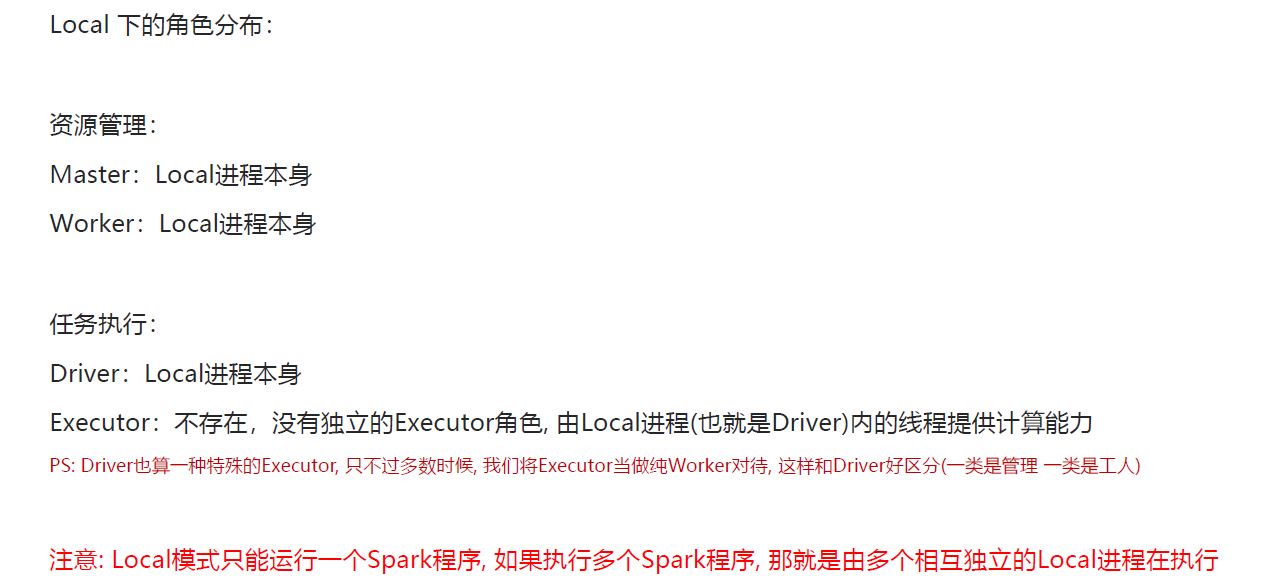 Local 下的角色分布：
资源管理：
Master：Local进程本身
Worker：Local进程本身
任务执行：
Driver：Local进程本身
Executor：不存在，没有独立的Executor角色, 由Local进程(也就是Driver)内的线程提供计算能力
PS: Driver也算一种特殊的Executor, 只不过多数时候, 我们将Executor当做纯Worker对待, 这样和Driver好区分(一类是管理 一类是工人)
注意: Local模式只能运行一个Spark程序, 如果执行多个Spark程序, 那就是由多个相互独立的Local进程在执行